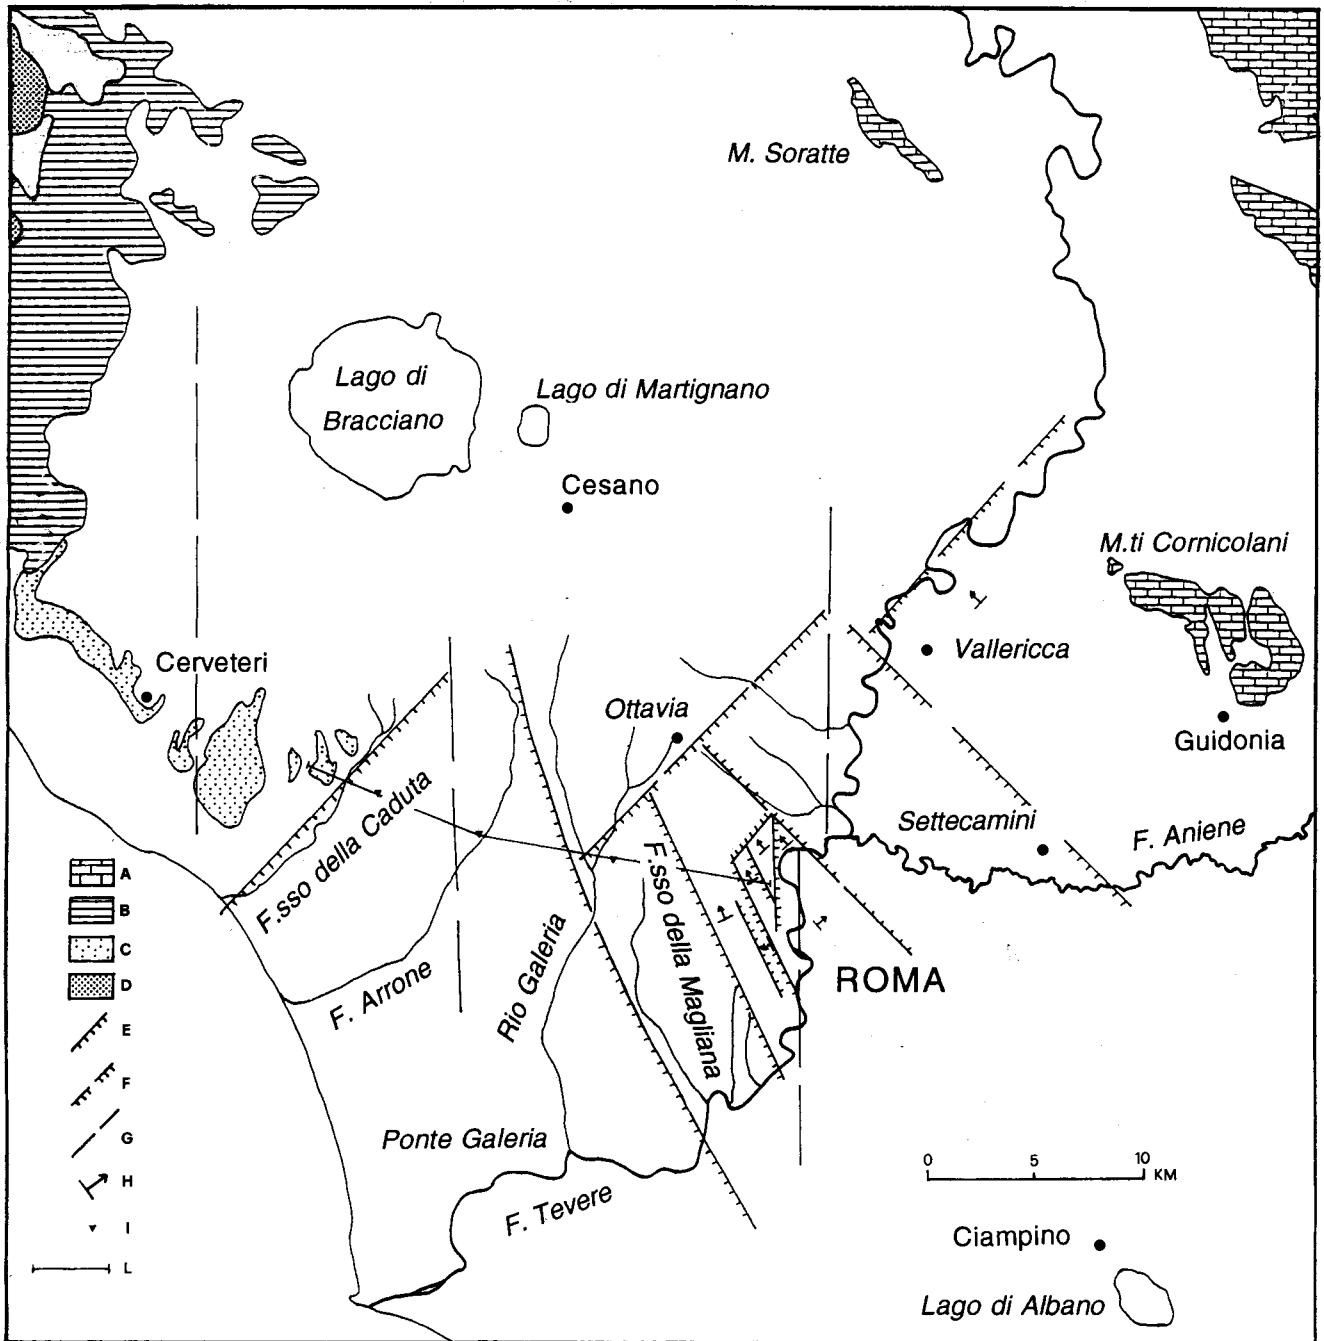 M. Soratte
Lago di
Bracciano
Lago di Martignano
Cesano
M.ti Cornicolani
Vallericca
Cerveteri
Ottavia
Guidonia
Settecamini
F. Aniene
F.sso della Caduta
F.sso della Magliana
A
B
C
D
E
F
G
H
I
L
F. Arrone
Rio Galeria
ROMA
Ponte Galeria
F. Tevere
0 5 10
KM
Ciampino
Lago di Albano